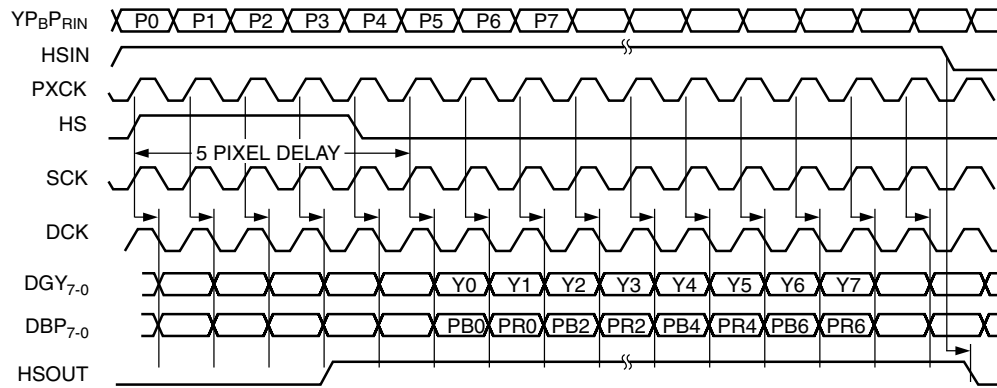 YPBPRIN P0 P1 P2 P3 P4 P5 P6 P7
HSIN
PXCK
HS
5 PIXEL DELAY
SCK
DCK
DGY7-0 Y0 Y1 Y2 Y3 Y4 Y5 Y6 Y7
DBP7-0 PB0 PR0 PB2 PR2 PB4 PR4 PB6 PR6
HSOUT